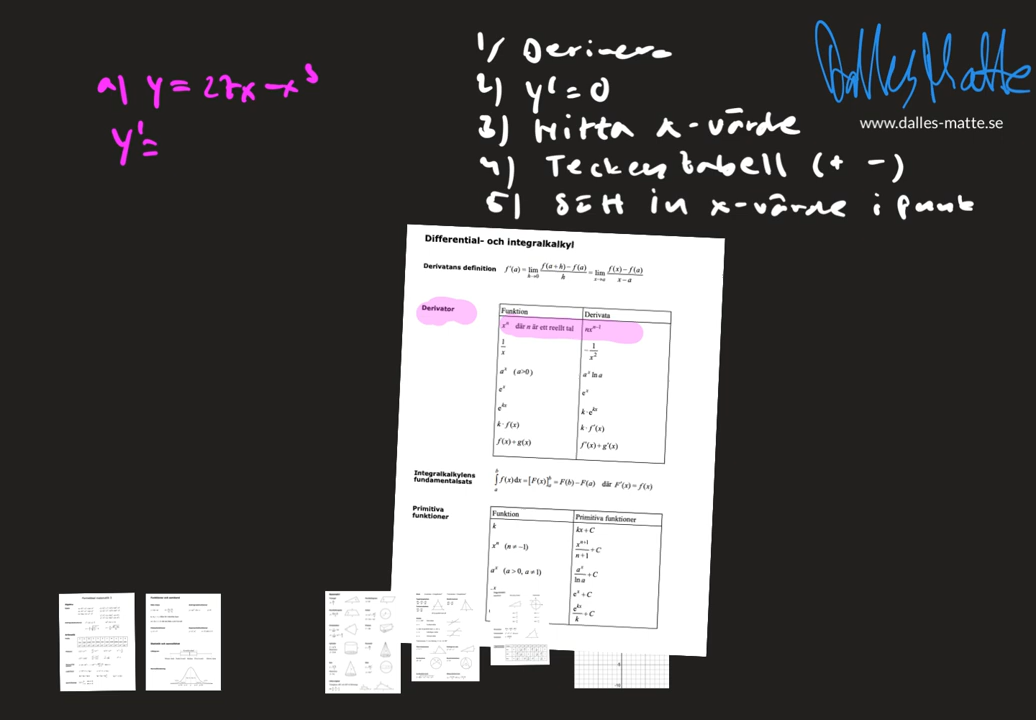 a) y = 27x - x³
y' =
1) Derivera
2) y' = 0
3) Hitta x-värde
4) Teckentabell (+ -)
5) Sätt in x-värde i punk
DallesMatte
www.dalles-matte.se
Differential- och integralkalkyl
Derivatans definition f'(a) = lim h→0 (f(a+h) − f(a))/h = lim x→a (f(x) − f(a))/(x − a)
Derivator
Funktion Derivata
xⁿ där n är ett reellt tal nxⁿ⁻¹
1/x −1/x²
aˣ (a>0) aˣ ln a
eˣ eˣ
eᵏˣ k·eᵏˣ
k·f(x) k·f'(x)
f(x)+g(x) f'(x)+g'(x)
Integralkalkylens fundamentalsats ∫ₐᵇ f(x)dx = [F(x)]ₐᵇ = F(b) − F(a) där F'(x) = f(x)
Primitiva funktioner
Funktion Primitiva funktioner
k kx + C
xⁿ (n ≠ −1) xⁿ⁺¹/(n+1) + C
aˣ (a > 0, a ≠ 1) aˣ/ln a + C
eˣ + C
eᵏˣ/k + C